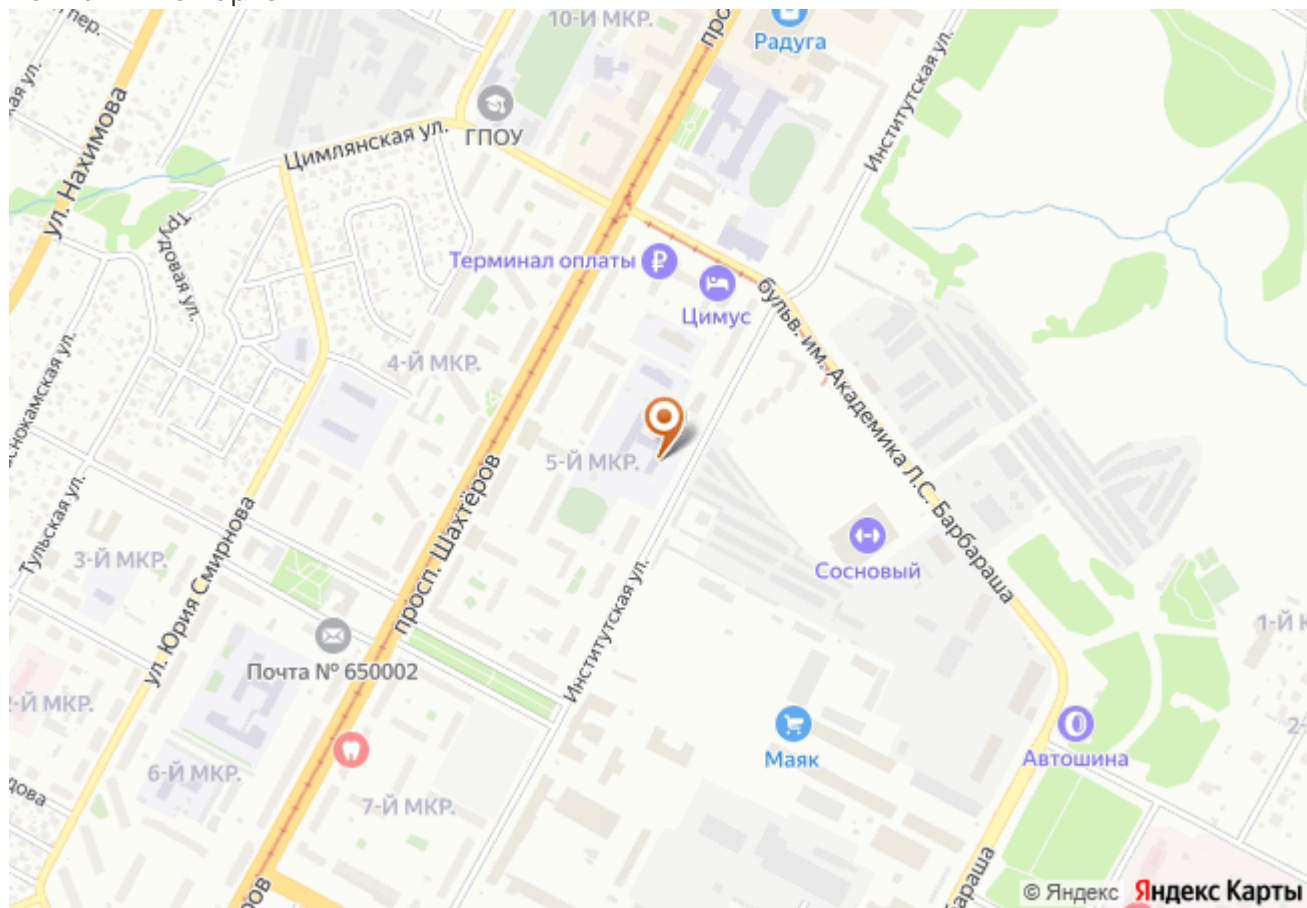 пер.
10-Й МКР.
Радуга
Институтская ул.
ул. Нахимова
ГПОУ
Цимлянская ул.
Трудовая ул.
Терминал оплаты
Цимус
бульв. им. Академика Л.С. Барбараша
4-Й МКР.
5-Й МКР.
просп. Шахтёров
Тульская ул.
3-Й МКР.
ул. Юрия Смирнова
Сосновый
Институтская ул.
Почта № 650002
Маяк
Автошина
6-Й МКР.
7-Й МКР.
© Яндекс Яндекс Карты